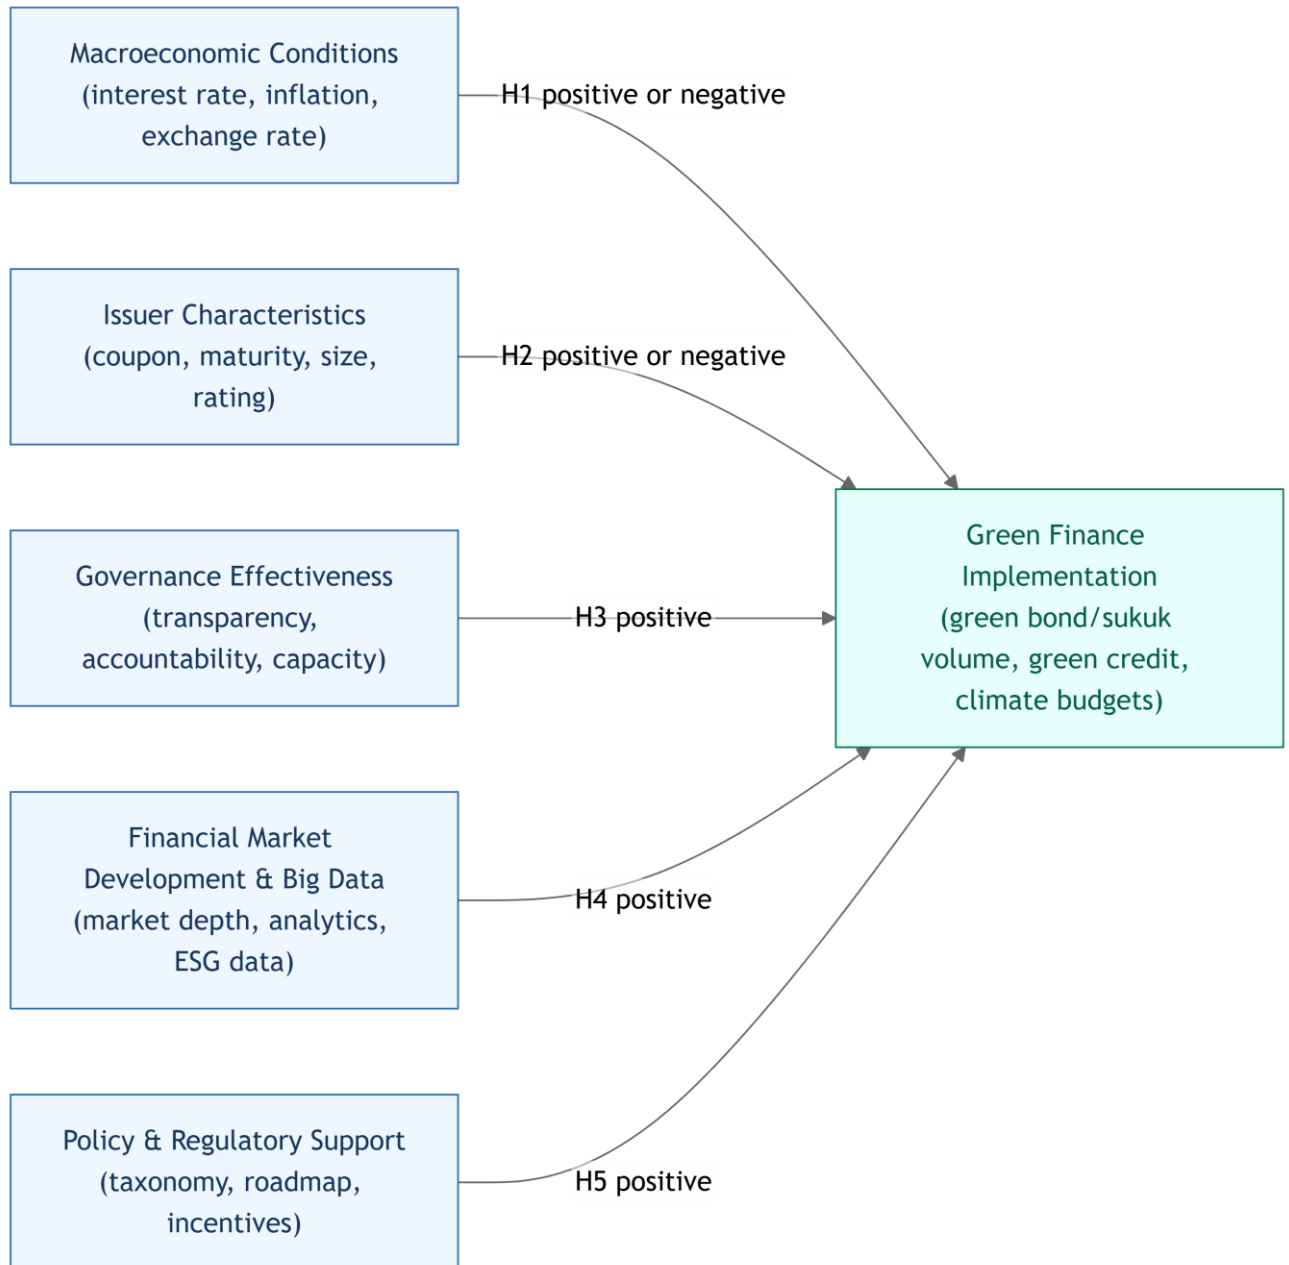 Macroeconomic Conditions
(interest rate, inflation,
exchange rate)
H1 positive or negative
Issuer Characteristics
(coupon, maturity, size,
rating)
H2 positive or negative
Governance Effectiveness
(transparency,
accountability, capacity)
H3 positive
Green Finance
Implementation
(green bond/sukuk
volume, green credit,
climate budgets)
Financial Market
Development & Big Data
(market depth, analytics,
ESG data)
H4 positive
Policy & Regulatory Support
(taxonomy, roadmap,
incentives)
H5 positive